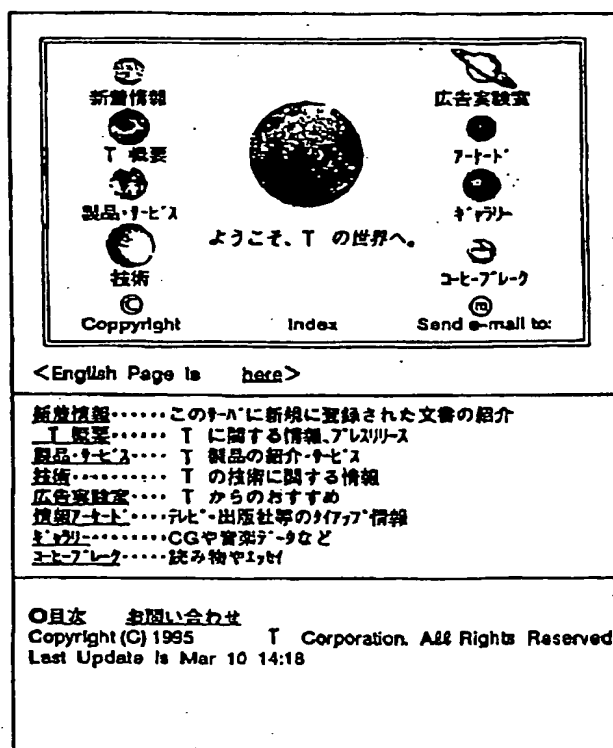 新着情報
広告実験室
T 概要
アーケード
製品・サービス
ギャラリー
ようこそ、T の世界へ。
技術
コーヒーブレーク
© ⓜ
Coppyright Index Send e-mail to:
<English Page is here>
新着情報‥‥‥このサーバに新規に登録された文書の紹介
T 概要‥‥‥ T に関する情報、プレスリリース
製品・サービス‥‥ T 製品の紹介・サービス
技術‥‥‥‥‥ T の技術に関する情報
広告実験室‥‥ T からのおすすめ
情報アーケード‥‥テレビ・出版社等のタイアップ情報
ギャラリー‥‥‥‥CGや音楽データなど
コーヒーブレーク‥‥‥読み物やエッセイ
O目次 お問い合わせ
Copyright (C) 1995 T Corporation. All Rights Reserved
Last Update is Mar 10 14:18